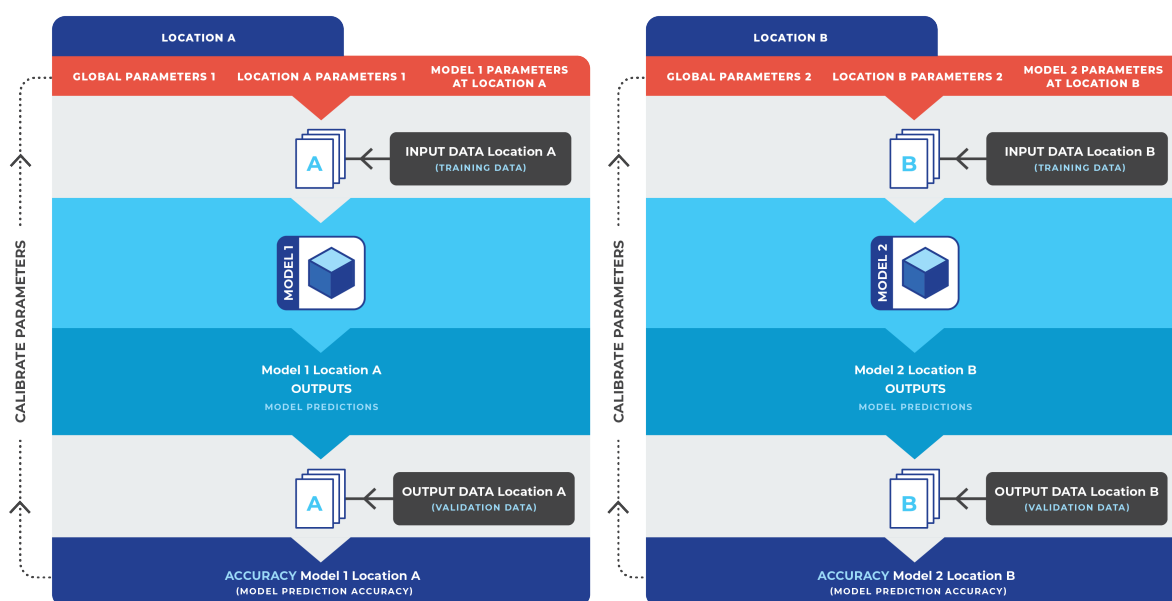 LOCATION A
GLOBAL PARAMETERS 1
LOCATION A PARAMETERS 1
MODEL 1 PARAMETERS
AT LOCATION A
A
INPUT DATA Location A
(TRAINING DATA)
MODEL 1
Model 1 Location A
OUTPUTS
MODEL PREDICTIONS
A
OUTPUT DATA Location A
(VALIDATION DATA)
ACCURACY Model 1 Location A
(MODEL PREDICTION ACCURACY)
CALIBRATE PARAMETERS
LOCATION B
GLOBAL PARAMETERS 2
LOCATION B PARAMETERS 2
MODEL 2 PARAMETERS
AT LOCATION B
B
INPUT DATA Location B
(TRAINING DATA)
MODEL 2
Model 2 Location B
OUTPUTS
MODEL PREDICTIONS
B
OUTPUT DATA Location B
(VALIDATION DATA)
ACCURACY Model 2 Location B
(MODEL PREDICTION ACCURACY)
CALIBRATE PARAMETERS